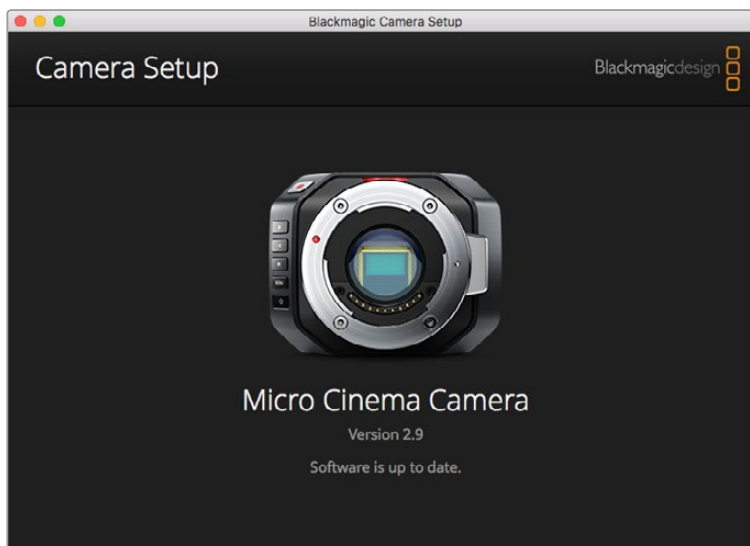 Blackmagic Camera Setup
Camera Setup
Blackmagicdesign
Micro Cinema Camera
Version 2.9
Software is up to date.